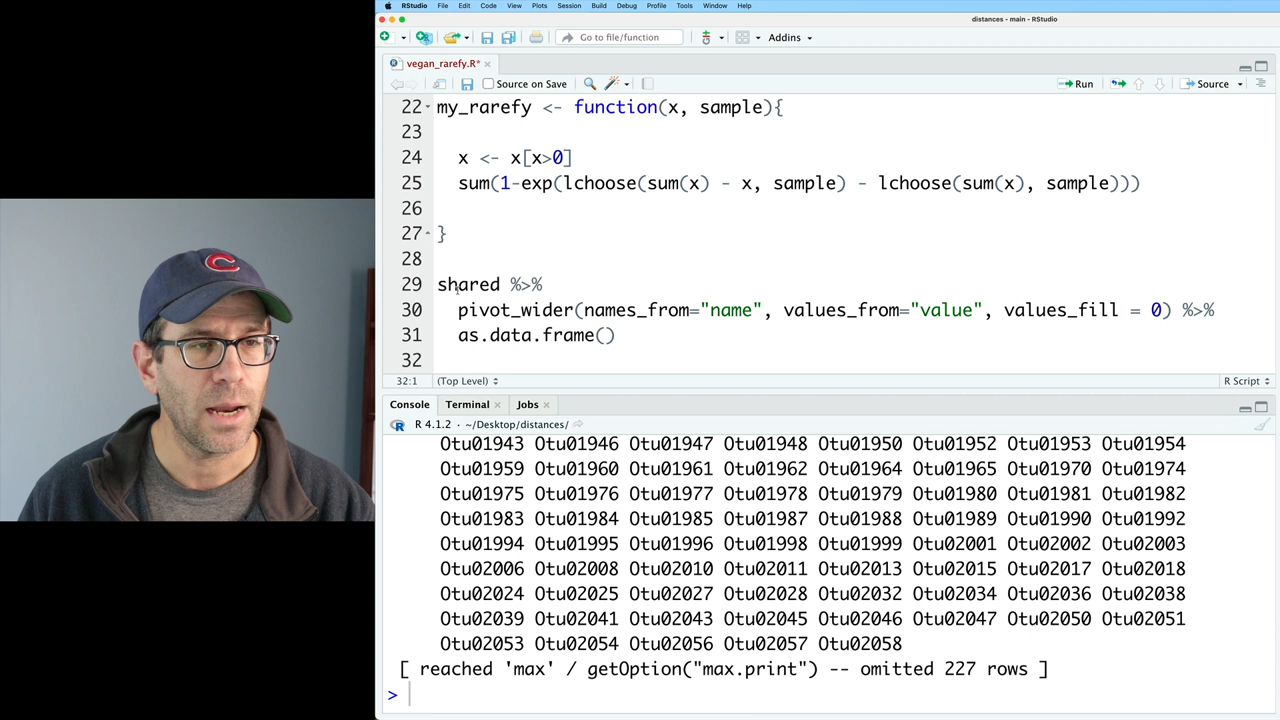 RStudio File Edit Code View Plots Session Build Debug Profile Tools Window Help
distances - main - RStudio
Go to file/function Addins
vegan_rarefy.R*
Source on Save Run Source
22 my_rarefy <- function(x, sample){
23
24 x <- x[x>0]
25 sum(1-exp(lchoose(sum(x) - x, sample) - lchoose(sum(x), sample)))
26
27 }
28
29 shared %>%
30 pivot_wider(names_from="name", values_from="value", values_fill = 0) %>%
31 as.data.frame()
32
32:1 (Top Level) R Script
Console Terminal Jobs
R 4.1.2 · ~/Desktop/distances/
Otu01943 Otu01946 Otu01947 Otu01948 Otu01950 Otu01952 Otu01953 Otu01954
Otu01959 Otu01960 Otu01961 Otu01962 Otu01964 Otu01965 Otu01970 Otu01974
Otu01975 Otu01976 Otu01977 Otu01978 Otu01979 Otu01980 Otu01981 Otu01982
Otu01983 Otu01984 Otu01985 Otu01987 Otu01988 Otu01989 Otu01990 Otu01992
Otu01994 Otu01995 Otu01996 Otu01998 Otu01999 Otu02001 Otu02002 Otu02003
Otu02006 Otu02008 Otu02010 Otu02011 Otu02013 Otu02015 Otu02017 Otu02018
Otu02024 Otu02025 Otu02027 Otu02028 Otu02032 Otu02034 Otu02036 Otu02038
Otu02039 Otu02041 Otu02043 Otu02045 Otu02046 Otu02047 Otu02050 Otu02051
Otu02053 Otu02054 Otu02056 Otu02057 Otu02058
[ reached 'max' / getOption("max.print") -- omitted 227 rows ]
>
C